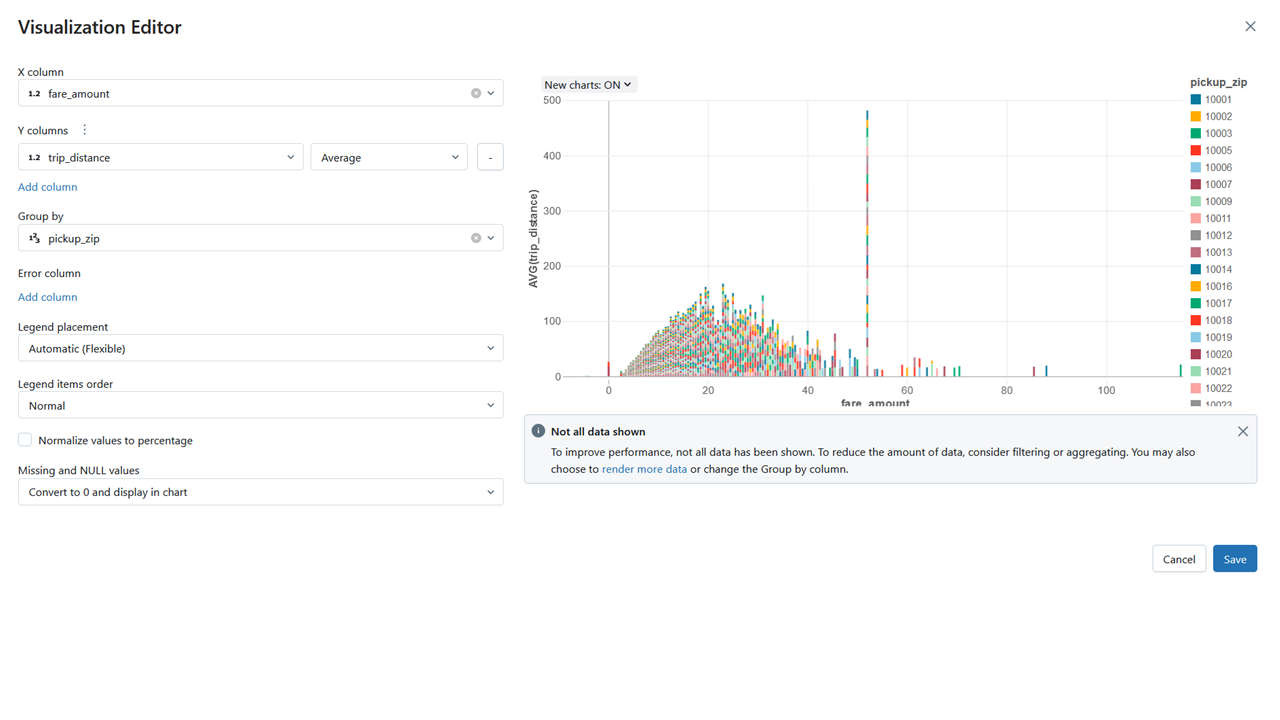 Visualization Editor
X column
1.2 fare_amount
Y columns
1.2 trip_distance
Average
-
Add column
Group by
1²3 pickup_zip
Error column
Add column
Legend placement
Automatic (Flexible)
Legend items order
Normal
Normalize values to percentage
Missing and NULL values
Convert to 0 and display in chart
New charts: ON
500
400
300
200
100
0
AVG(trip_distance)
0 20 40 60 80 100
fare_amount
pickup_zip
10001
10002
10003
10005
10006
10007
10009
10011
10012
10013
10014
10016
10017
10018
10019
10020
10021
10022
10023
Not all data shown
To improve performance, not all data has been shown. To reduce the amount of data, consider filtering or aggregating. You may also
choose to render more data or change the Group by column.
Cancel
Save